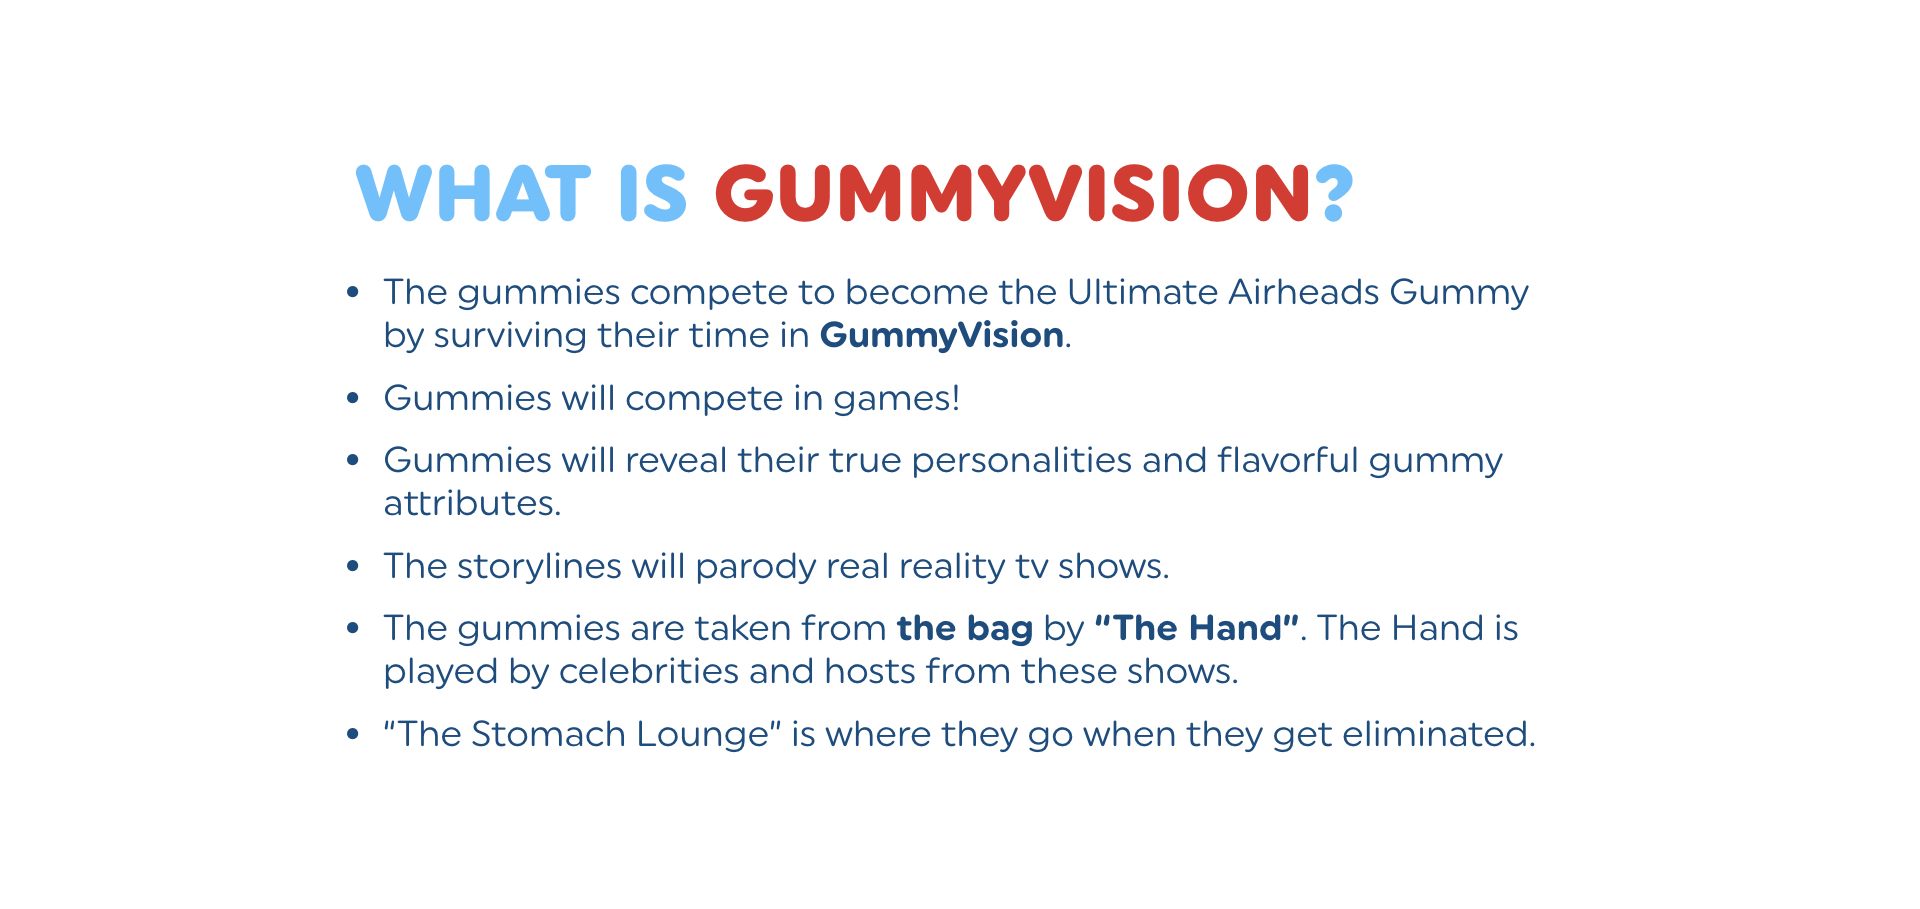 WHAT IS GUMMYVISION?
• The gummies compete to become the Ultimate Airheads Gummy
by surviving their time in GummyVision.
• Gummies will compete in games!
• Gummies will reveal their true personalities and flavorful gummy
attributes.
• The storylines will parody real reality tv shows.
• The gummies are taken from the bag by “The Hand”. The Hand is
played by celebrities and hosts from these shows.
• “The Stomach Lounge” is where they go when they get eliminated.